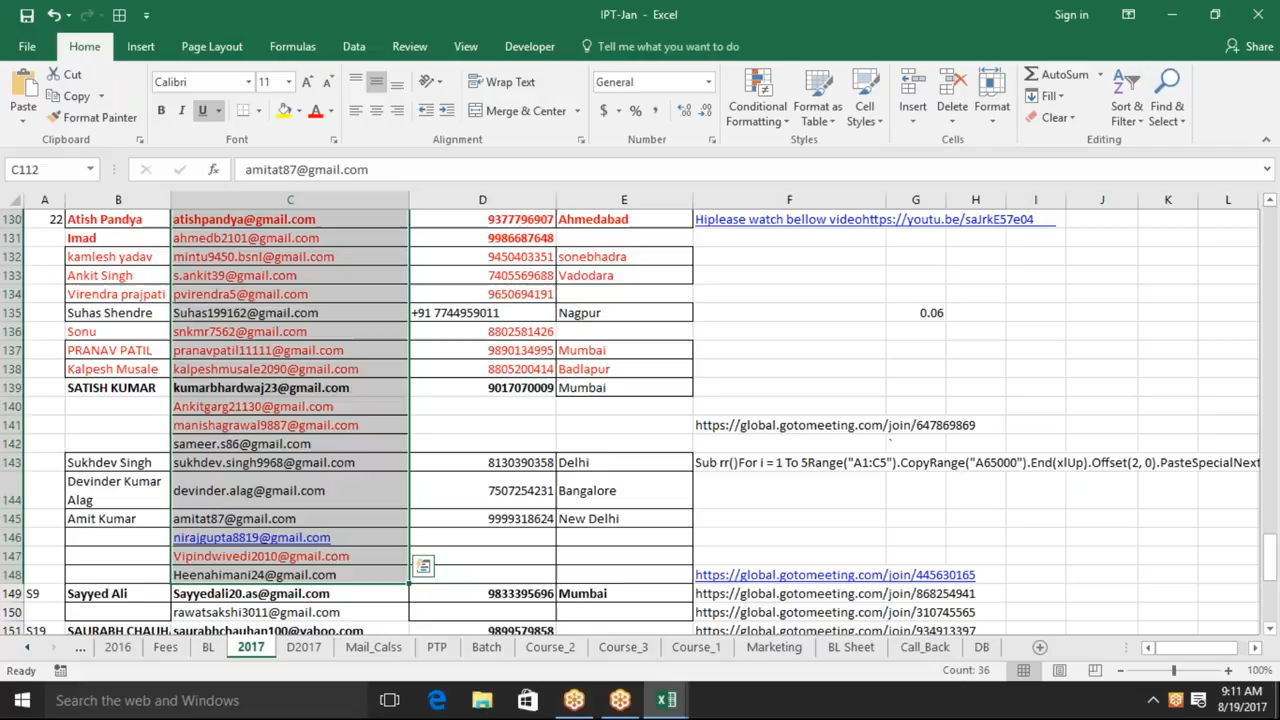 IPT-Jan - Excel
Sign in
File Home Insert Page Layout Formulas Data Review View Developer Tell me what you want to do Share
Paste
Cut
Copy
Format Painter
Clipboard
Calibri 11
B I U
Font
Wrap Text
Merge & Center
Alignment
General
$ % ,
Number
Conditional Formatting
Format as Table
Cell Styles
Styles
Insert Delete Format
Cells
AutoSum
Fill
Clear
Sort & Filter
Find & Select
Editing
C112 fx amitat87@gmail.com
A B C D E F G H I J K L
130 22 Atish Pandya atishpandya@gmail.com 9377796907 Ahmedabad Hiplease watch bellow videohttps://youtu.be/saJrkE57e04
131 Imad ahmedb2101@gmail.com 9986687648
132 kamlesh yadav mintu9450.bsnl@gmail.com 9450403351 sonebhadra
133 Ankit Singh s.ankit39@gmail.com 7405569688 Vadodara
134 Virendra prajpati pvirendra5@gmail.com 9650694191
135 Suhas Shendre Suhas199162@gmail.com +91 7744959011 Nagpur 0.06
136 Sonu snkmr7562@gmail.com 8802581426
137 PRANAV PATIL pranavpatil11111@gmail.com 9890134995 Mumbai
138 Kalpesh Musale kalpeshmusale2090@gmail.com 8805200414 Badlapur
139 SATISH KUMAR kumarbhardwaj23@gmail.com 9017070009 Mumbai
140 Ankitgarg21130@gmail.com
141 manishagrawal9887@gmail.com https://global.gotomeeting.com/join/647869869
142 sameer.s86@gmail.com `
143 Sukhdev Singh sukhdev.singh9968@gmail.com 8130390358 Delhi Sub rr()For i = 1 To 5Range("A1:C5").CopyRange("A65000").End(xlUp).Offset(2, 0).PasteSpecialNext
144 Devinder Kumar Alag devinder.alag@gmail.com 7507254231 Bangalore
145 Amit Kumar amitat87@gmail.com 9999318624 New Delhi
146 nirajgupta8819@gmail.com
147 Vipindwivedi2010@gmail.com
148 Heenahimani24@gmail.com https://global.gotomeeting.com/join/445630165
149 S9 Sayyed Ali Sayyedali20.as@gmail.com 9833395696 Mumbai https://global.gotomeeting.com/join/868254941
150 rawatsakhi3011@gmail.com https://global.gotomeeting.com/join/310745565
151 S19 SAURABH CHAUH saurabhchauhan100@yahoo.com 9899579858 https://global.gotomeeting.com/join/934913397
... 2016 Fees BL 2017 D2017 Mail_Calss PTP Batch Course_2 Course_3 Course_1 Marketing BL Sheet Call_Back DB
Ready Count: 36 100%
Search the web and Windows
9:11 AM
8/19/2017